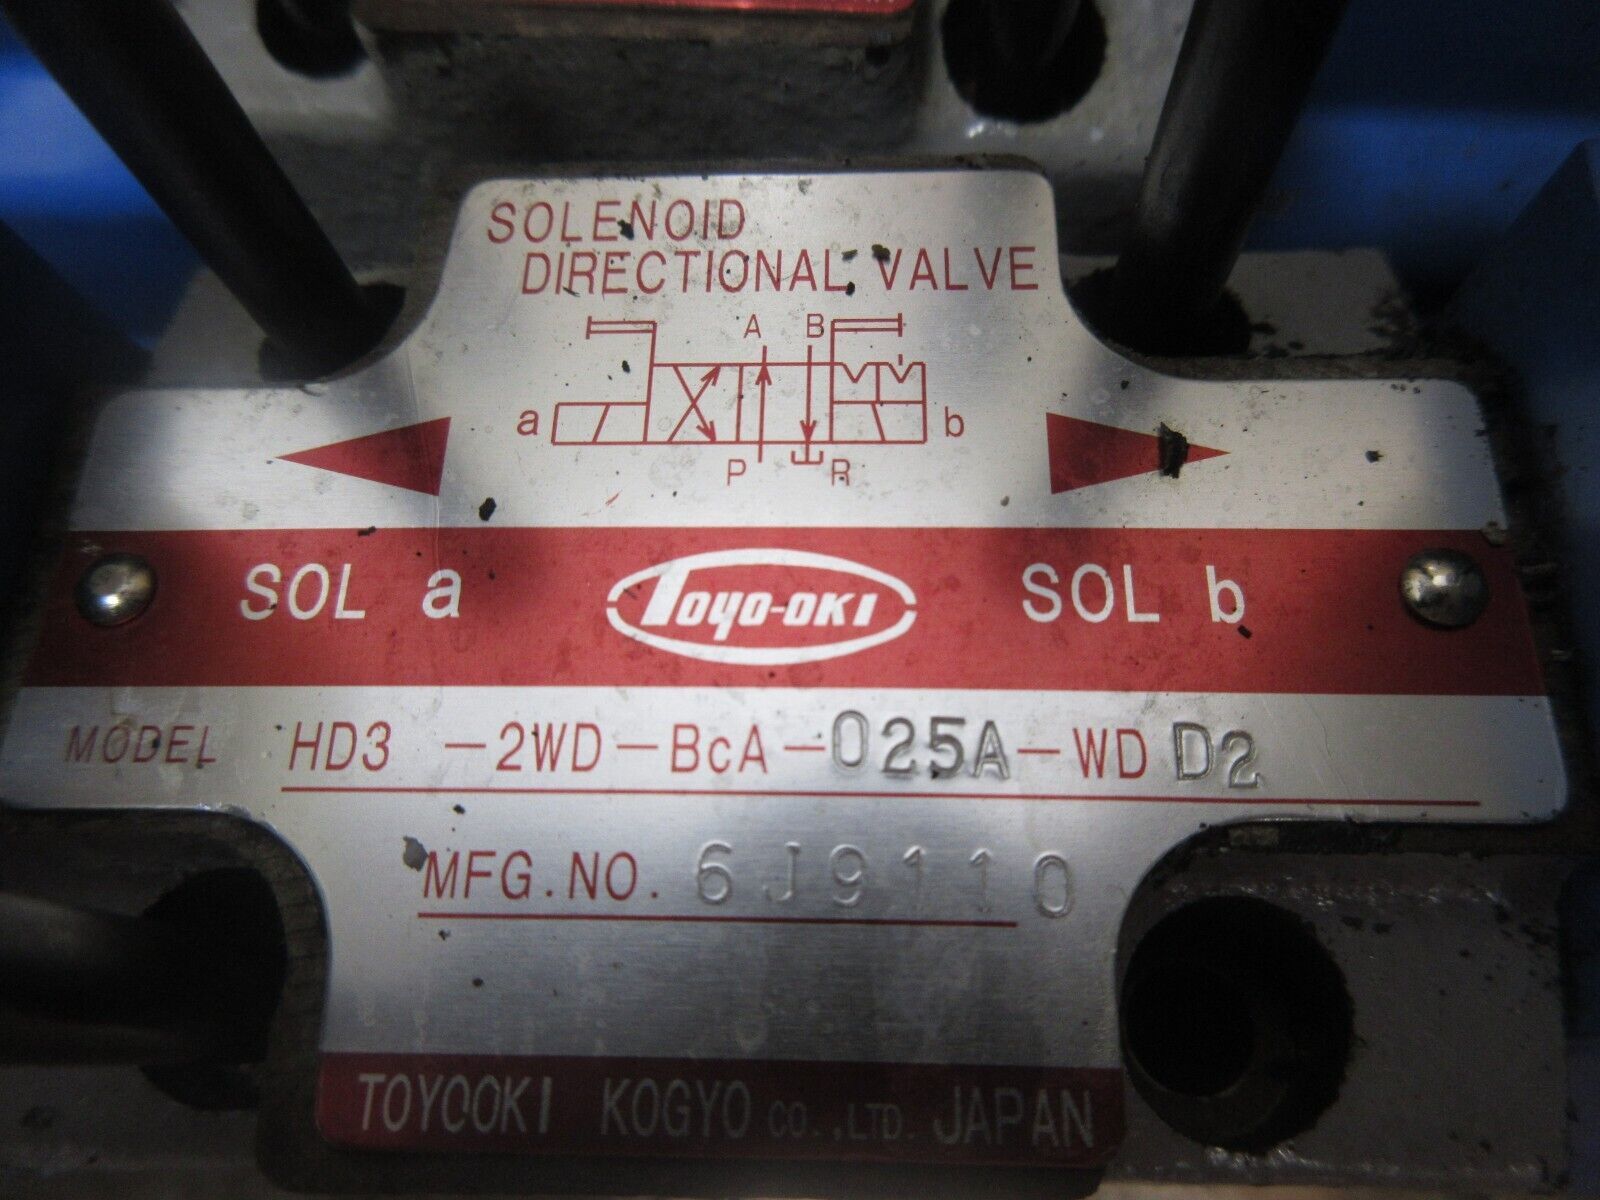 SOLENOID
DIRECTIONAL VALVE
A B
a b
P R
SOL a TOYO-OKI SOL b
MODEL HD3 -2WD-BcA-025A-WD D2
MFG.NO. 6J9110
TOYOOKI KOGYO CO.,LTD. JAPAN